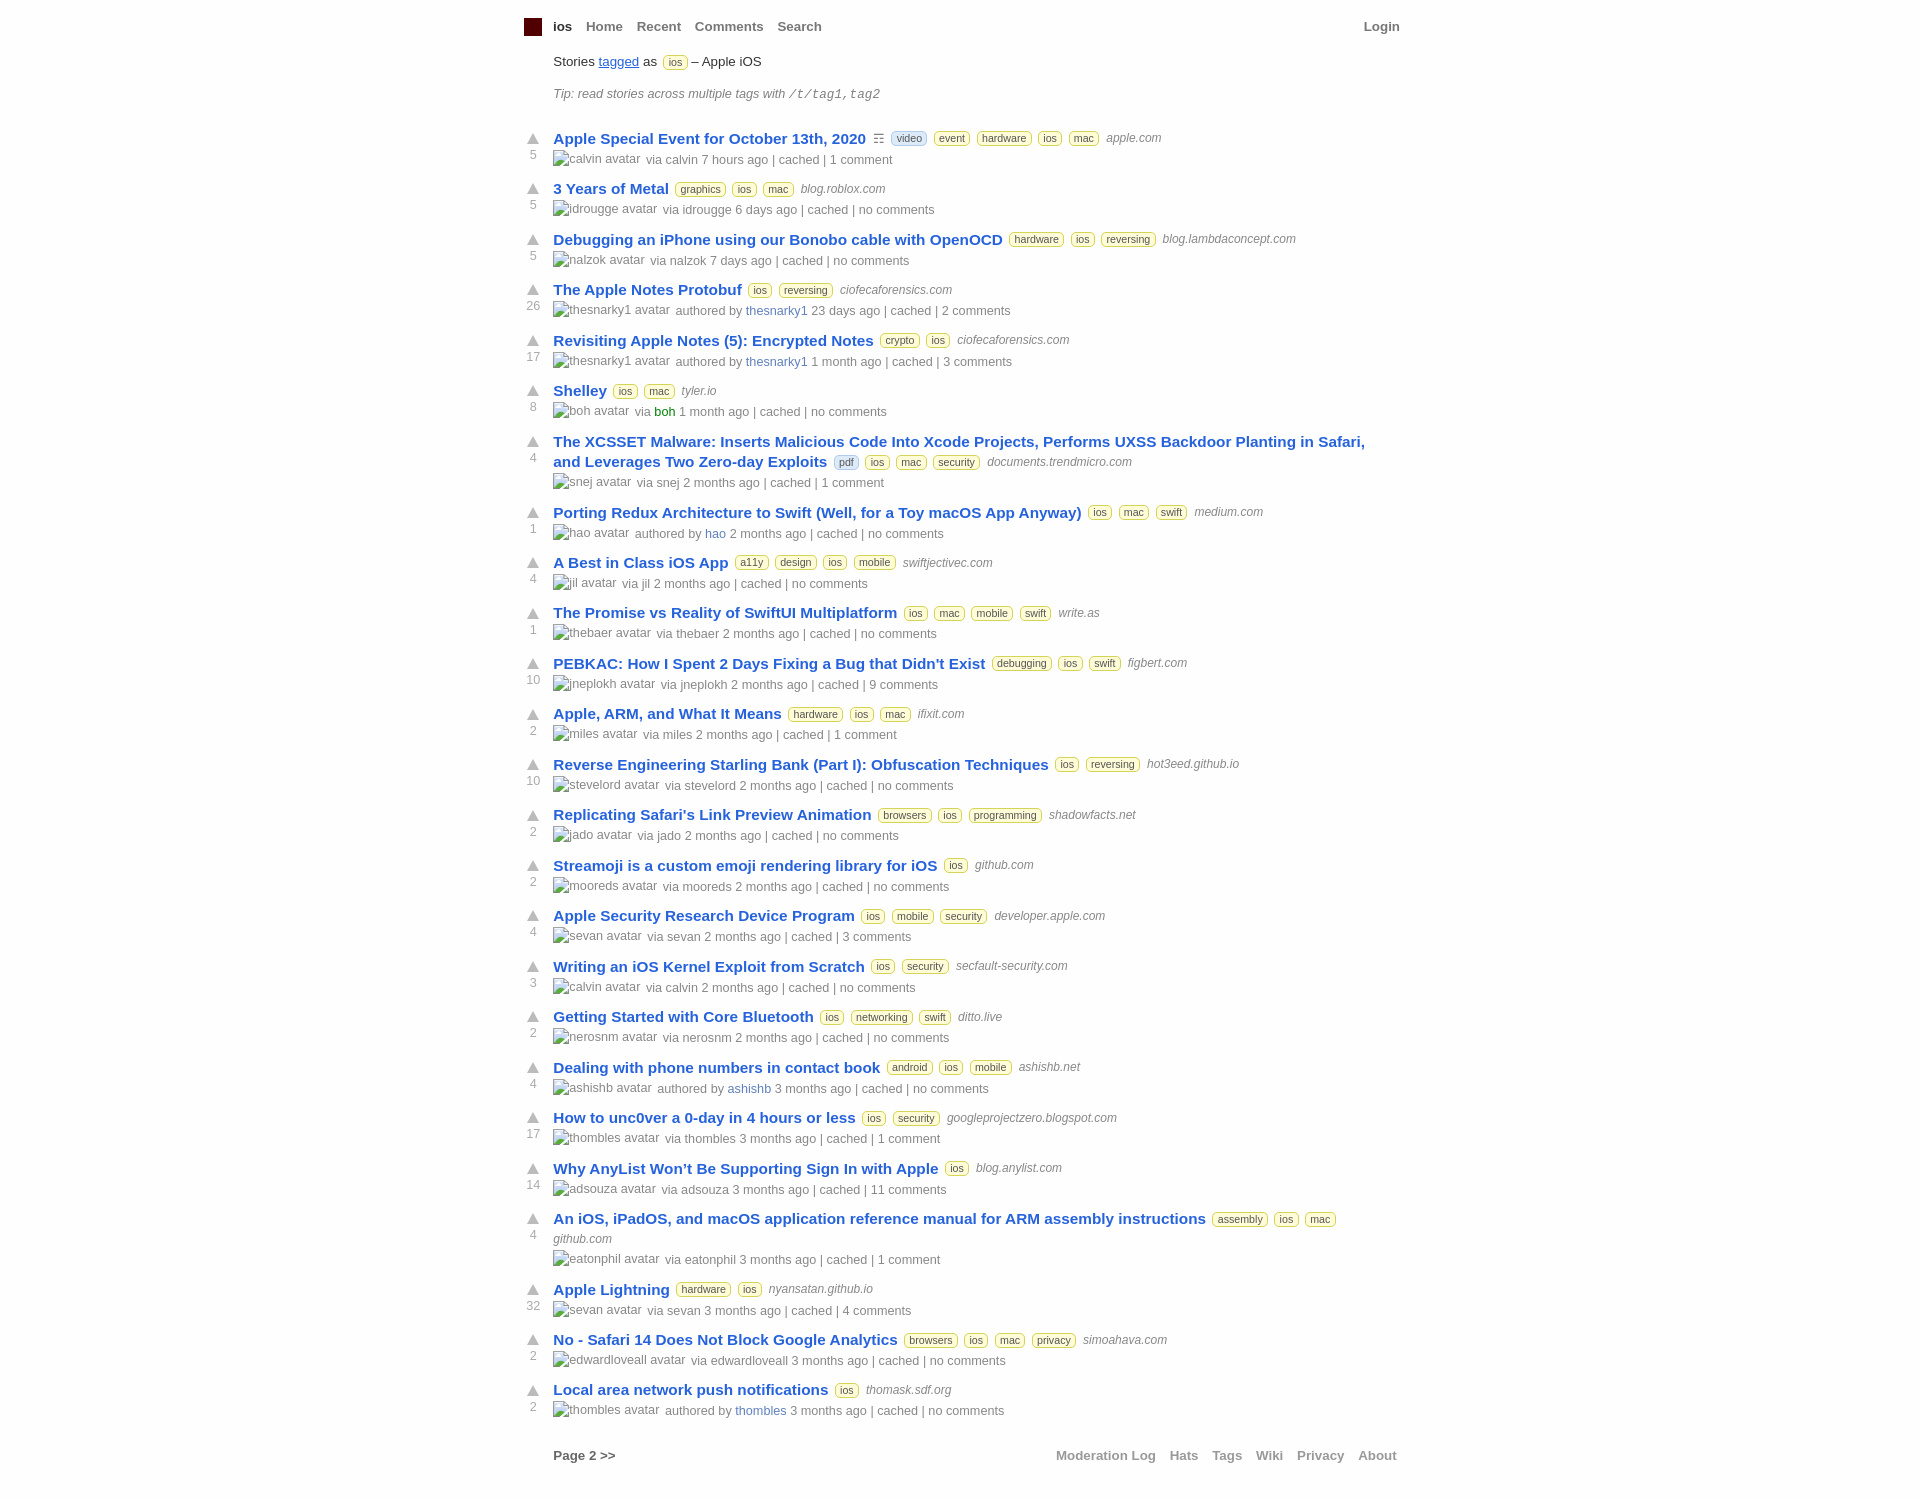 ios Home Recent Comments Search Login
Stories tagged as ios – Apple iOS
Tip: read stories across multiple tags with /t/tag1,tag2
Apple Special Event for October 13th, 2020 ☶ video event hardware ios mac apple.com
5
calvin avatar via calvin 7 hours ago | cached | 1 comment
3 Years of Metal graphics ios mac blog.roblox.com
5
idrougge avatar via idrougge 6 days ago | cached | no comments
Debugging an iPhone using our Bonobo cable with OpenOCD hardware ios reversing blog.lambdaconcept.com
5
nalzok avatar via nalzok 7 days ago | cached | no comments
The Apple Notes Protobuf ios reversing ciofecaforensics.com
26
thesnarky1 avatar authored by thesnarky1 23 days ago | cached | 2 comments
Revisiting Apple Notes (5): Encrypted Notes crypto ios ciofecaforensics.com
17
thesnarky1 avatar authored by thesnarky1 1 month ago | cached | 3 comments
Shelley ios mac tyler.io
8
boh avatar via boh 1 month ago | cached | no comments
The XCSSET Malware: Inserts Malicious Code Into Xcode Projects, Performs UXSS Backdoor Planting in Safari,
4
and Leverages Two Zero-day Exploits pdf ios mac security documents.trendmicro.com
snej avatar via snej 2 months ago | cached | 1 comment
Porting Redux Architecture to Swift (Well, for a Toy macOS App Anyway) ios mac swift medium.com
1
hao avatar authored by hao 2 months ago | cached | no comments
A Best in Class iOS App a11y design ios mobile swiftjectivec.com
4
jil avatar via jil 2 months ago | cached | no comments
The Promise vs Reality of SwiftUI Multiplatform ios mac mobile swift write.as
1
thebaer avatar via thebaer 2 months ago | cached | no comments
PEBKAC: How I Spent 2 Days Fixing a Bug that Didn't Exist debugging ios swift figbert.com
10
jneplokh avatar via jneplokh 2 months ago | cached | 9 comments
Apple, ARM, and What It Means hardware ios mac ifixit.com
2
miles avatar via miles 2 months ago | cached | 1 comment
Reverse Engineering Starling Bank (Part I): Obfuscation Techniques ios reversing hot3eed.github.io
10
stevelord avatar via stevelord 2 months ago | cached | no comments
Replicating Safari's Link Preview Animation browsers ios programming shadowfacts.net
2
jado avatar via jado 2 months ago | cached | no comments
Streamoji is a custom emoji rendering library for iOS ios github.com
2
mooreds avatar via mooreds 2 months ago | cached | no comments
Apple Security Research Device Program ios mobile security developer.apple.com
4
sevan avatar via sevan 2 months ago | cached | 3 comments
Writing an iOS Kernel Exploit from Scratch ios security secfault-security.com
3
calvin avatar via calvin 2 months ago | cached | no comments
Getting Started with Core Bluetooth ios networking swift ditto.live
2
nerosnm avatar via nerosnm 2 months ago | cached | no comments
Dealing with phone numbers in contact book android ios mobile ashishb.net
4
ashishb avatar authored by ashishb 3 months ago | cached | no comments
How to unc0ver a 0-day in 4 hours or less ios security googleprojectzero.blogspot.com
17
thombles avatar via thombles 3 months ago | cached | 1 comment
Why AnyList Won’t Be Supporting Sign In with Apple ios blog.anylist.com
14
adsouza avatar via adsouza 3 months ago | cached | 11 comments
An iOS, iPadOS, and macOS application reference manual for ARM assembly instructions assembly ios mac
4
github.com
eatonphil avatar via eatonphil 3 months ago | cached | 1 comment
Apple Lightning hardware ios nyansatan.github.io
32
sevan avatar via sevan 3 months ago | cached | 4 comments
No - Safari 14 Does Not Block Google Analytics browsers ios mac privacy simoahava.com
2
edwardloveall avatar via edwardloveall 3 months ago | cached | no comments
Local area network push notifications ios thomask.sdf.org
2
thombles avatar authored by thombles 3 months ago | cached | no comments
Page 2 >> Moderation Log Hats Tags Wiki Privacy About